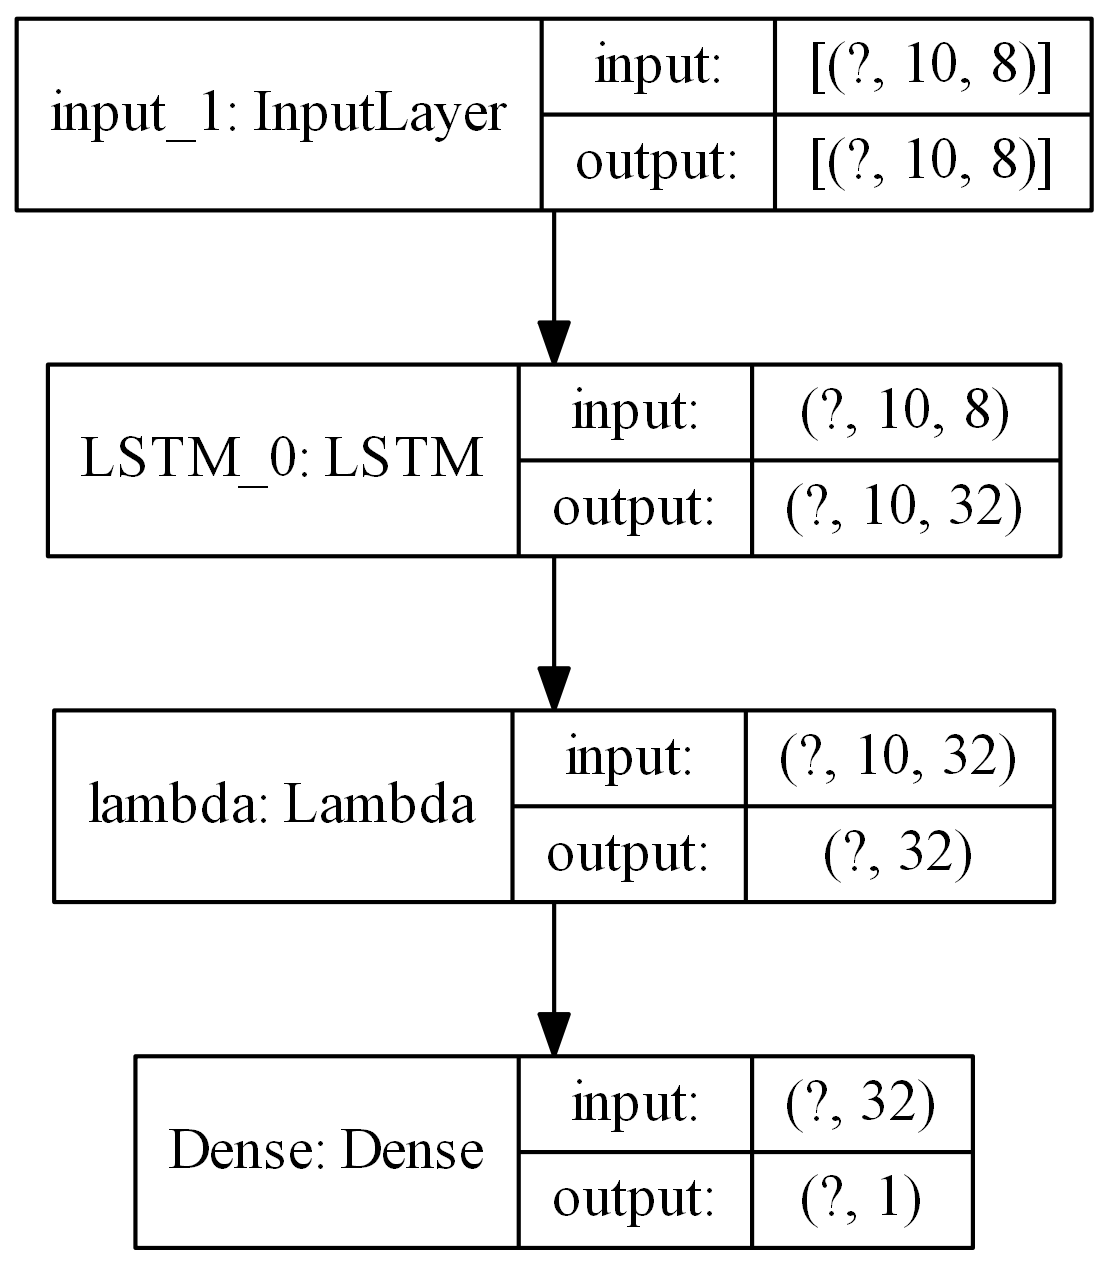 input_1: InputLayer
input: [(?, 10, 8)]
output: [(?, 10, 8)]
LSTM_0: LSTM
input: (?, 10, 8)
output: (?, 10, 32)
lambda: Lambda
input: (?, 10, 32)
output: (?, 32)
Dense: Dense
input: (?, 32)
output: (?, 1)